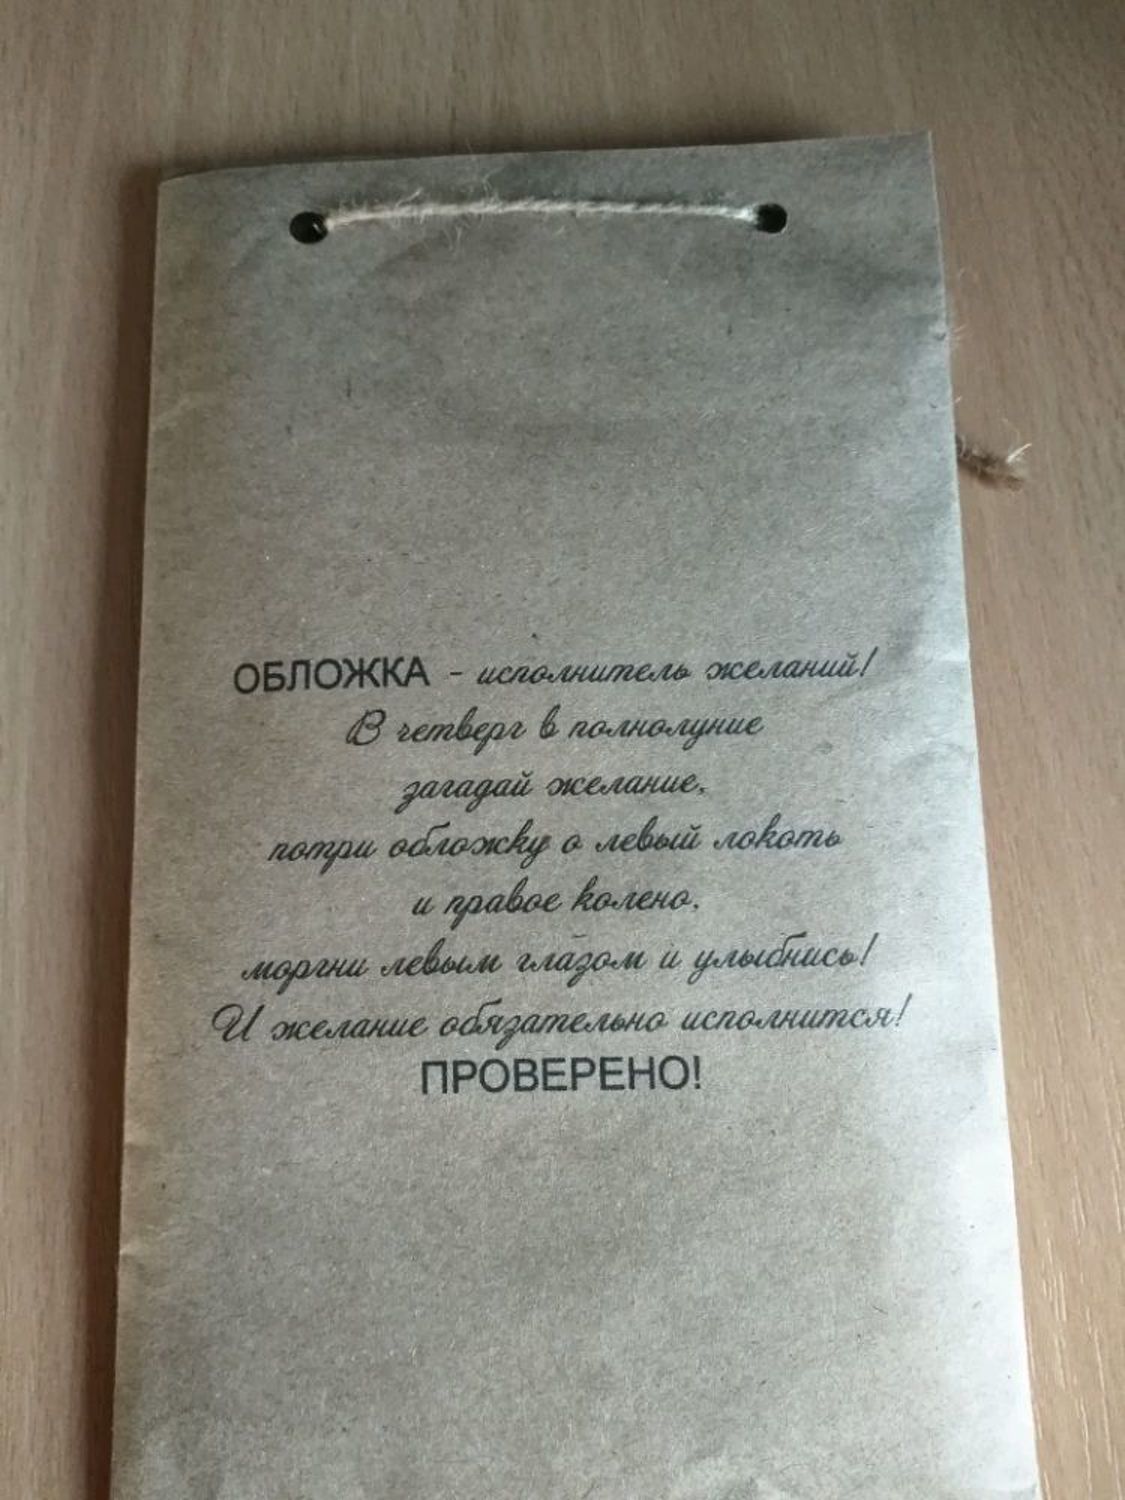 ОБЛОЖКА - исполнитель желаний!
В четверг в полнолуние
загадай желание,
потри обложку о левый локоть
и правое колено,
моргни левым глазом и улыбнись!
И желание обязательно исполнится!
ПРОВЕРЕНО!